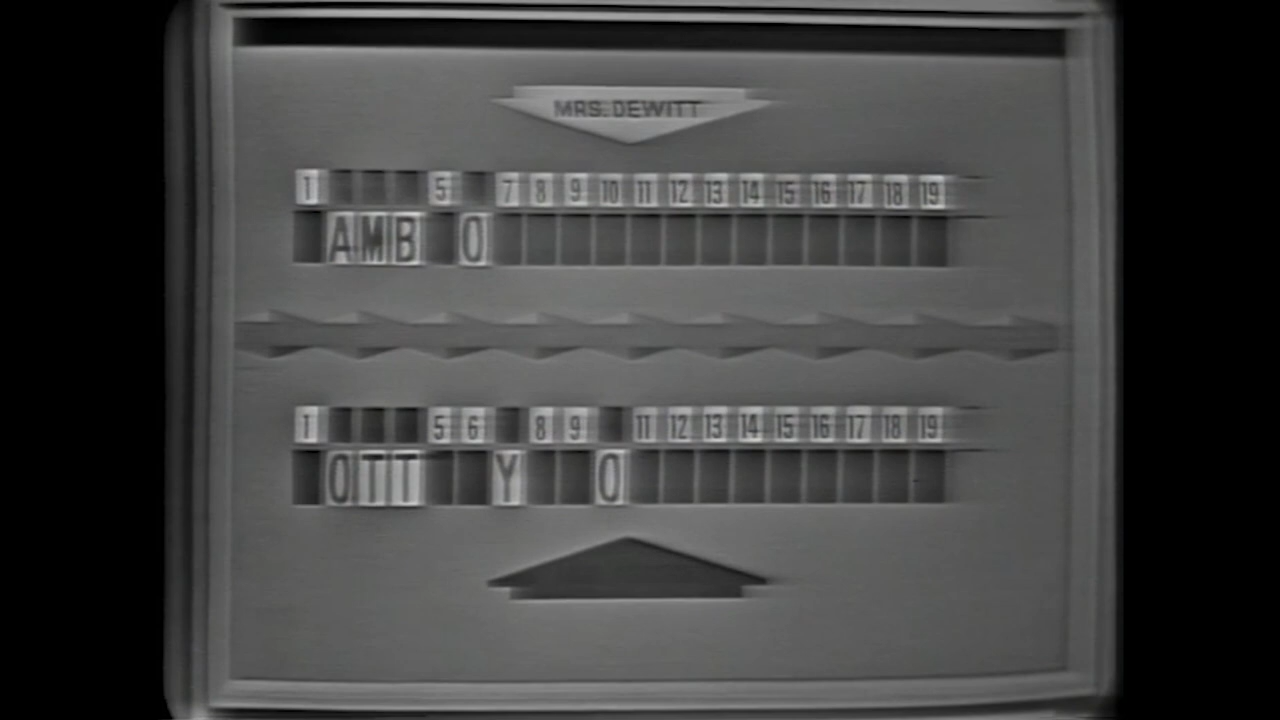 MRS. DEWITT
1 5 7 8 9 10 11 12 13 14 15 16 17 18 19
AMB O
1 5 6 8 9 11 12 13 14 15 16 17 18 19
OTT Y O